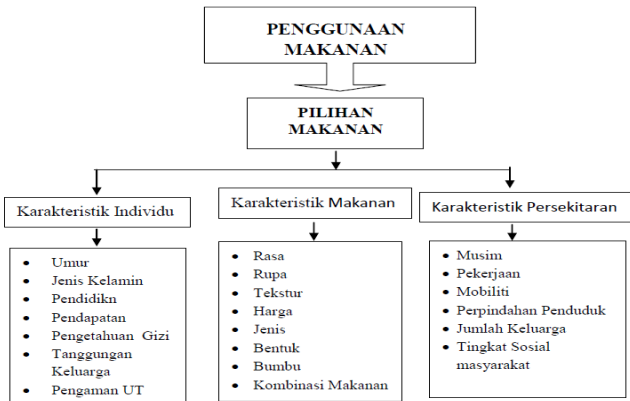 PENGGUNAAN
MAKANAN
PILIHAN
MAKANAN
Karakteristik Individu
Karakteristik Makanan
Karakteristik Persekitaran
• Umur
• Jenis Kelamin
• Pendidikn
• Pendapatan
• Pengetahuan Gizi
• Tanggungan
Keluarga
• Pengaman UT
• Rasa
• Rupa
• Tekstur
• Harga
• Jenis
• Bentuk
• Bumbu
• Kombinasi Makanan
• Musim
• Pekerjaan
• Mobiliti
• Perpindahan Penduduk
• Jumlah Keluarga
• Tingkat Sosial
masyarakat